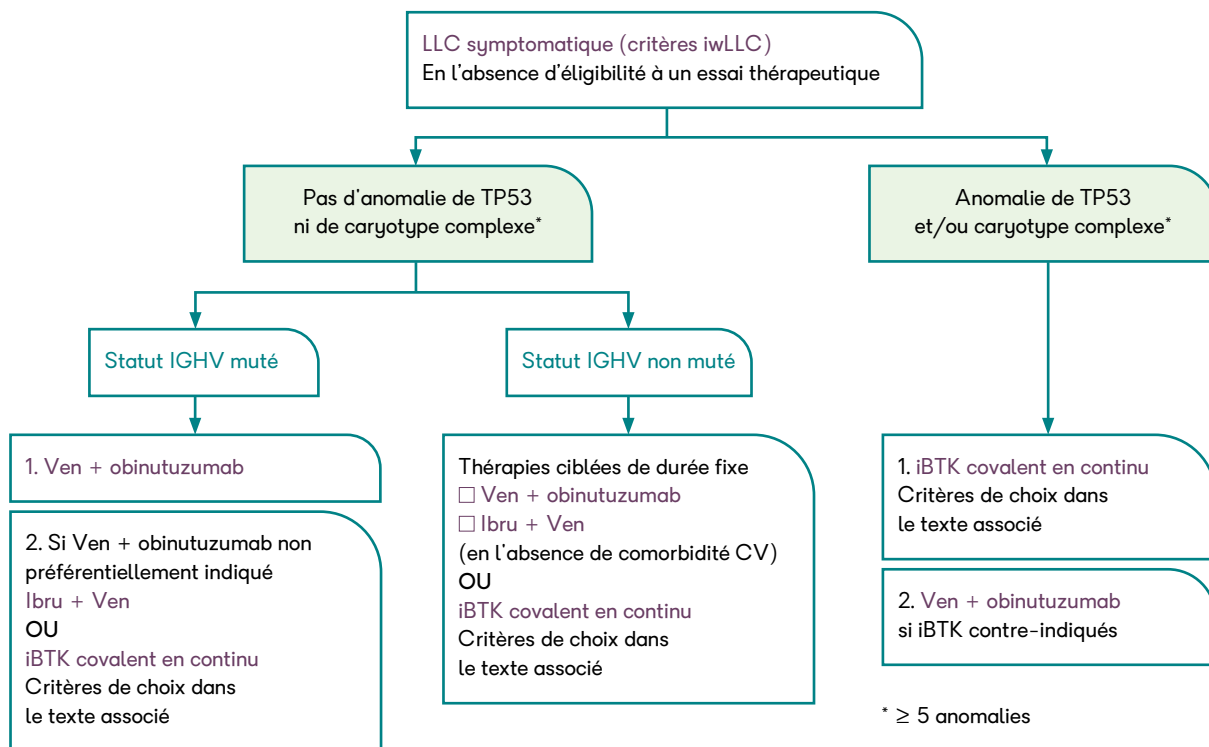 LLC symptomatique (critères iwLLC)
En l'absence d'éligibilité à un essai thérapeutique
Pas d'anomalie de TP53
ni de caryotype complexe*
Anomalie de TP53
et/ou caryotype complexe*
Statut IGHV muté
Statut IGHV non muté
1. Ven + obinutuzumab
2. Si Ven + obinutuzumab non
préférentiellement indiqué
Ibru + Ven
OU
iBTK covalent en continu
Critères de choix dans
le texte associé
Thérapies ciblées de durée fixe
□ Ven + obinutuzumab
□ Ibru + Ven
(en l'absence de comorbidité CV)
OU
iBTK covalent en continu
Critères de choix dans
le texte associé
1. iBTK covalent en continu
Critères de choix dans
le texte associé
2. Ven + obinutuzumab
si iBTK contre-indiqués
* ≥ 5 anomalies